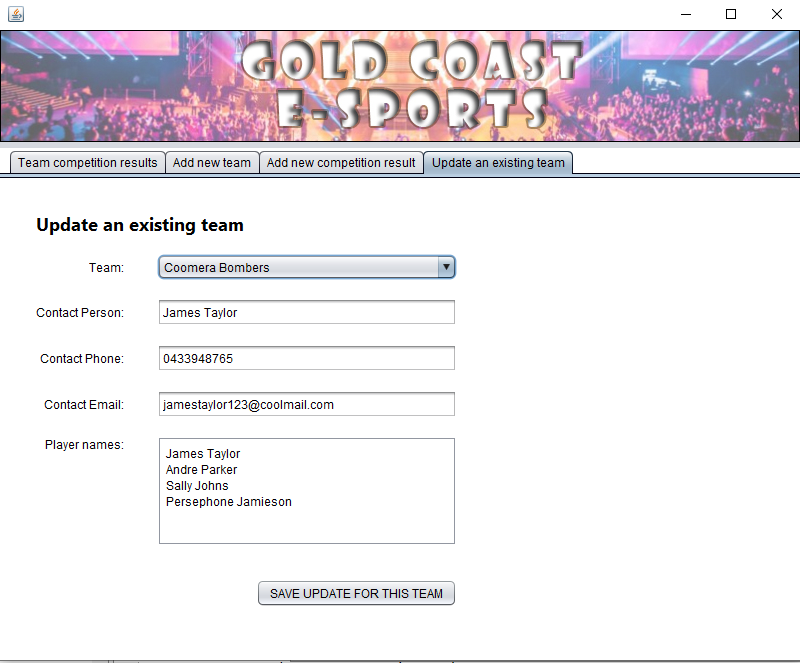 GOLD COAST
E-SPORTS
Team competition results
Add new team
Add new competition result
Update an existing team
Update an existing team
Team:
Coomera Bombers
Contact Person:
James Taylor
Contact Phone:
0433948765
Contact Email:
jamestaylor123@coolmail.com
Player names:
James Taylor
Andre Parker
Sally Johns
Persephone Jamieson
SAVE UPDATE FOR THIS TEAM